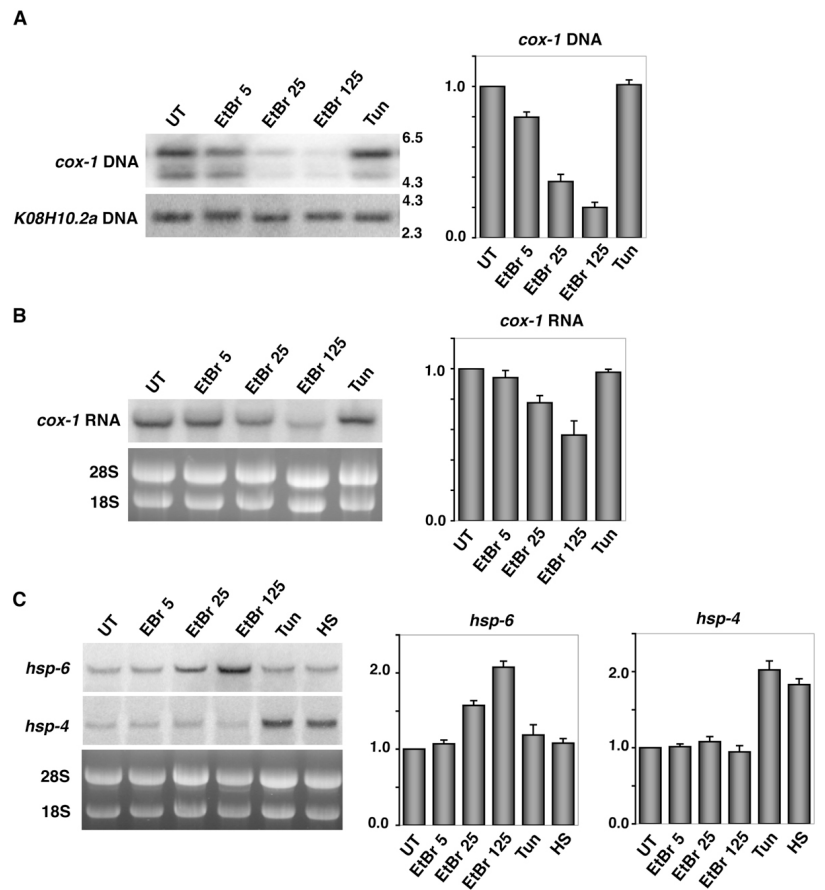 A
UT
EtBr 5
EtBr 25
EtBr 125
Tun
cox-1 DNA
6.5
4.3
K08H10.2a DNA
4.3
2.3
cox-1 DNA
1.0
0.0
UT
EtBr 5
EtBr 25
EtBr 125
Tun
B
UT
EtBr 5
EtBr 25
EtBr 125
Tun
cox-1 RNA
28S
18S
cox-1 RNA
1.0
0.0
UT
EtBr 5
EtBr 25
EtBr 125
Tun
C
UT
EBr 5
EtBr 25
EtBr 125
Tun
HS
hsp-6
hsp-4
28S
18S
hsp-6
2.0
1.0
0.0
UT
EtBr 5
EtBr 25
EtBr 125
Tun
HS
hsp-4
2.0
1.0
0.0
UT
EtBr 5
EtBr 25
EtBr 125
Tun
HS